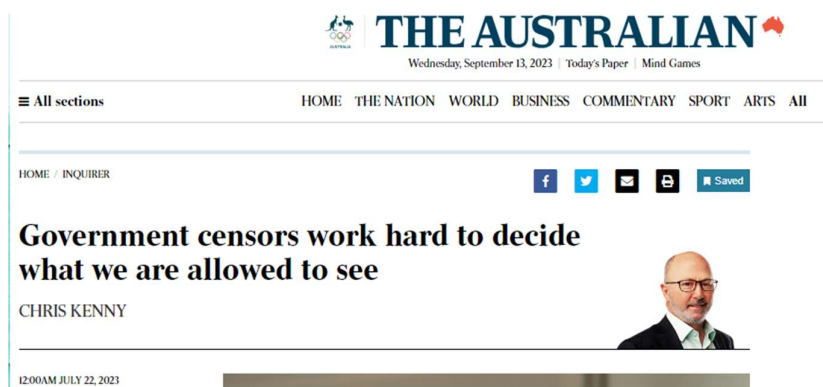 AUSTRALIA
THE AUSTRALIAN
Wednesday, September 13, 2023 | Today's Paper | Mind Games
All sections
HOME THE NATION WORLD BUSINESS COMMENTARY SPORT ARTS All
HOME / INQUIRER
Saved
Government censors work hard to decide
what we are allowed to see
CHRIS KENNY
12:00AM JULY 22, 2023